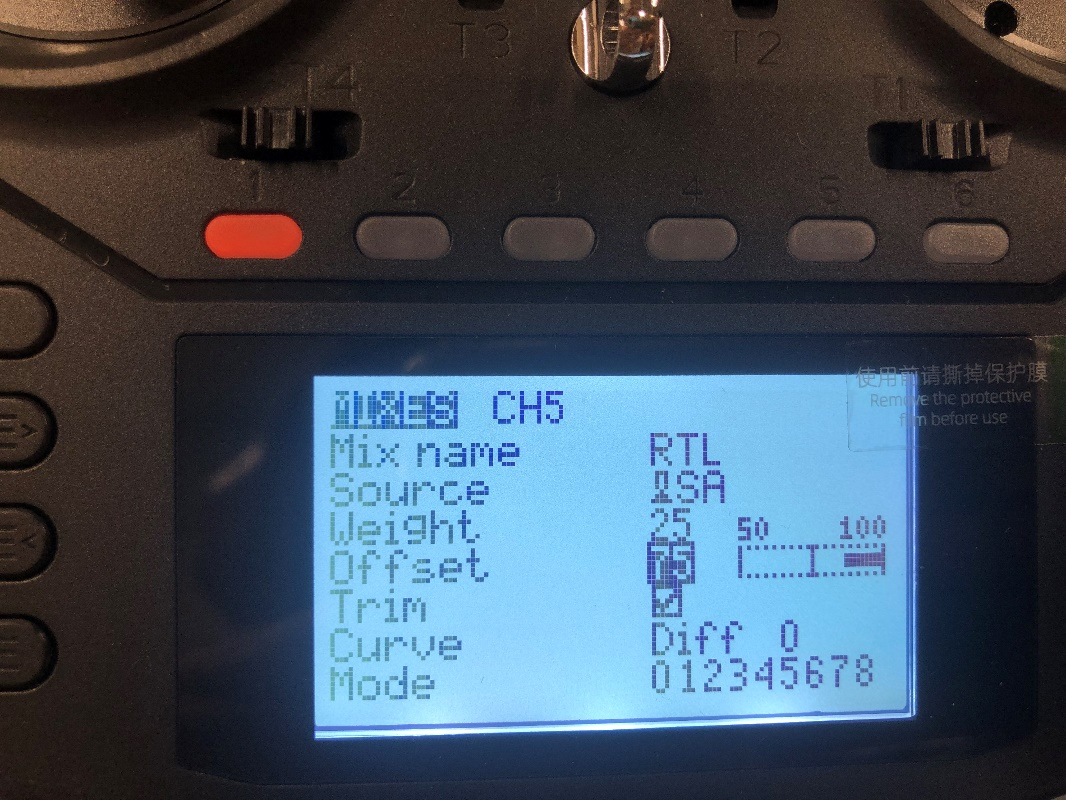 T3
T2
T4
T1
1 2 3 4 5 6
使用前请撕掉保护膜
Remove the protective
film before use
MIXES CH5
Mix name RTL
Source SA
Weight 25
50 100
Offset
Trim
Curve Diff 0
Mode 012345678